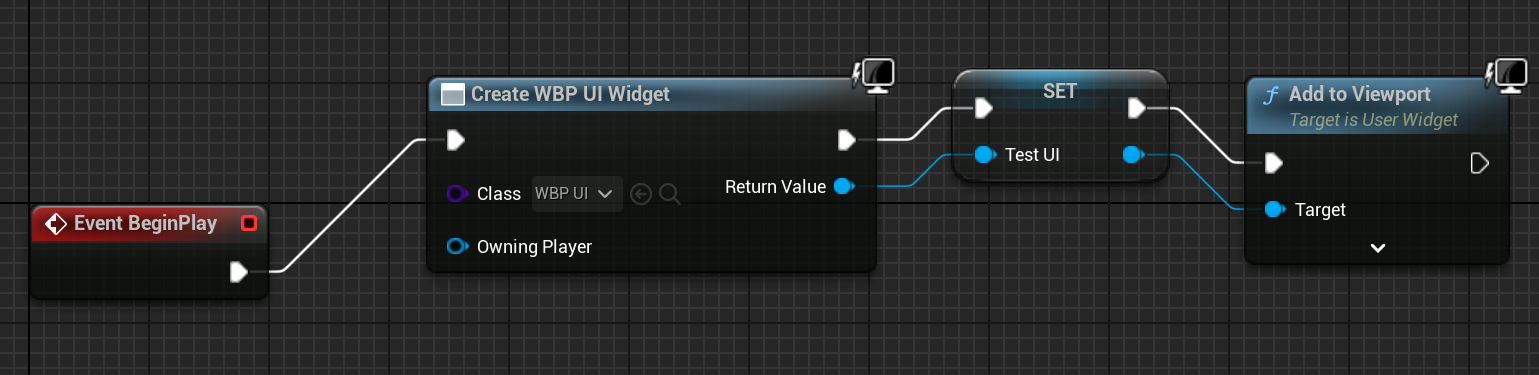 Event BeginPlay
Create WBP UI Widget
Class WBP UI
Return Value
Owning Player
SET
Test UI
f Add to Viewport
Target is User Widget
Target